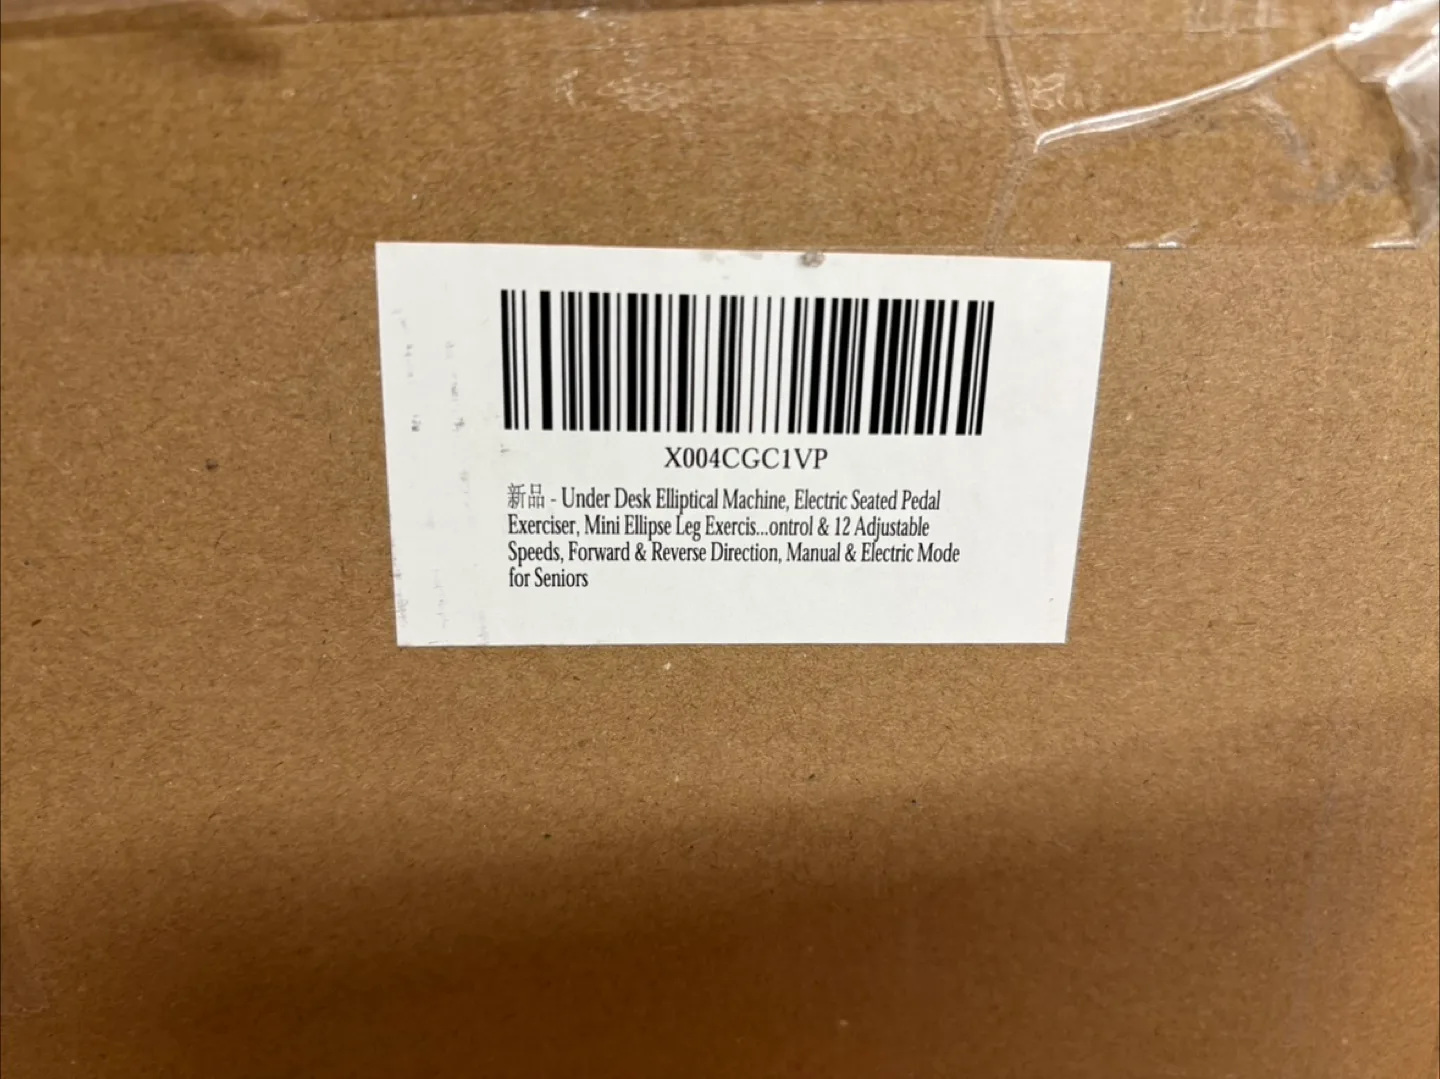 X004CGC1VP
新品 - Under Desk Elliptical Machine, Electric Seated Pedal
Exerciser, Mini Ellipse Leg Exercis...ontrol & 12 Adjustable
Speeds, Forward & Reverse Direction, Manual & Electric Mode
for Seniors